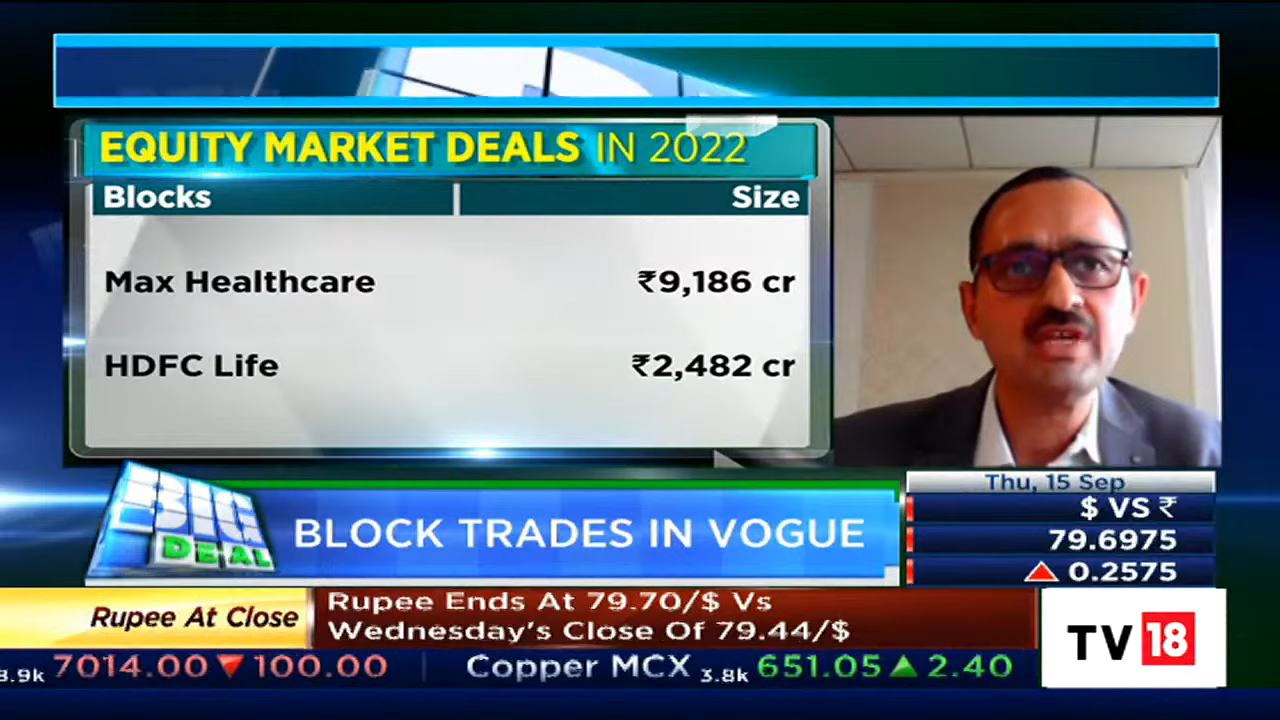 EQUITY MARKET DEALS IN 2022
Blocks Size
Max Healthcare ₹9,186 cr
HDFC Life ₹2,482 cr
BIG
DEAL
BLOCK TRADES IN VOGUE
Thu, 15 Sep
$ VS ₹
79.6975
▲ 0.2575
Rupee At Close
Rupee Ends At 79.70/$ Vs
Wednesday's Close Of 79.44/$
TV18
7014.00 ▼ 100.00 Copper MCX 3.8k 651.05 ▲ 2.40